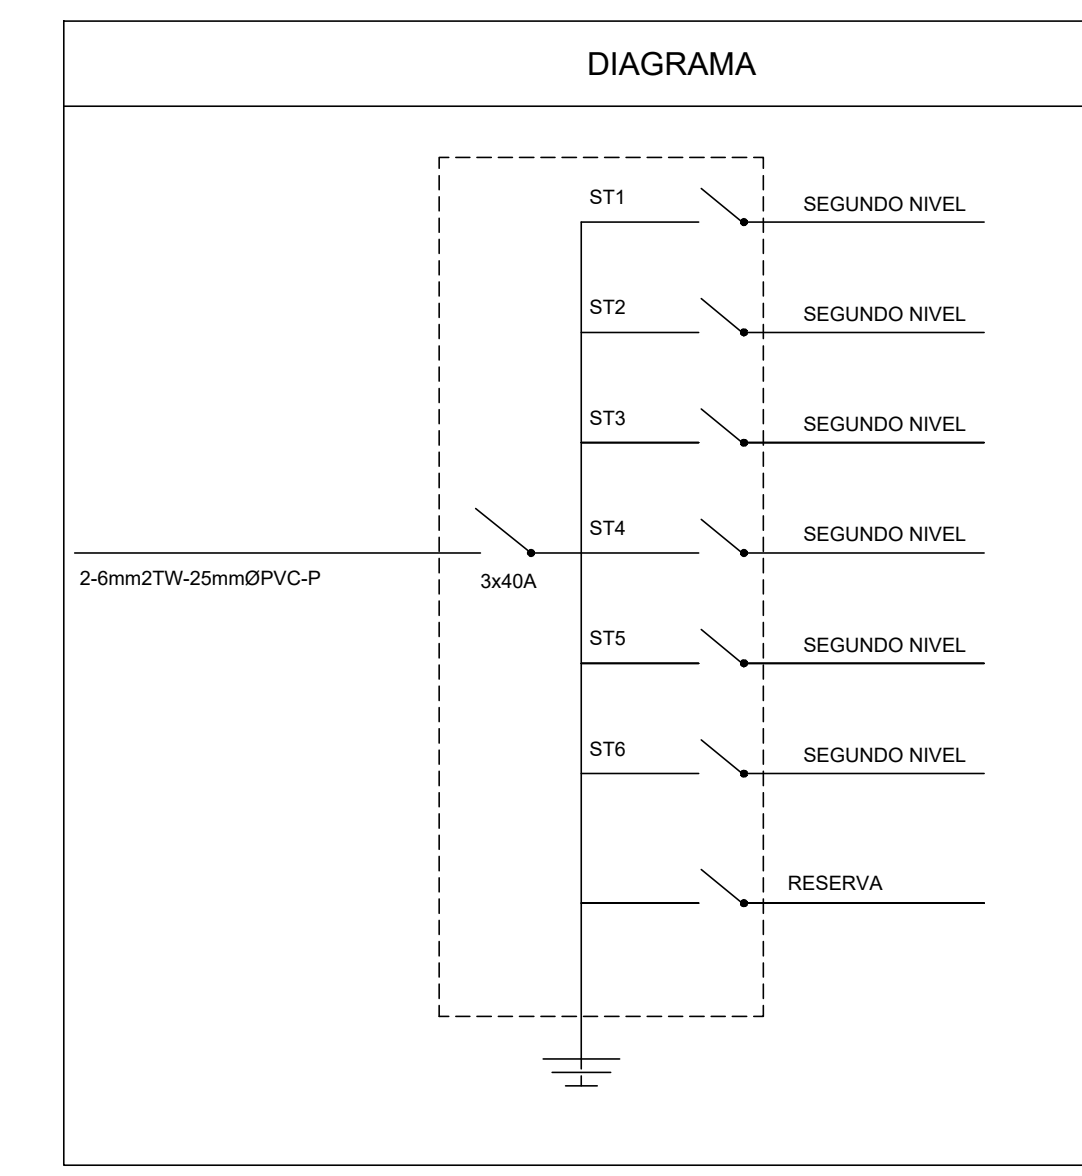 DIAGRAMA
ST1
SEGUNDO NIVEL
ST2
SEGUNDO NIVEL
ST3
SEGUNDO NIVEL
ST4
SEGUNDO NIVEL
2-6mm2TW-25mmØPVC-P
3x40A
ST5
SEGUNDO NIVEL
ST6
SEGUNDO NIVEL
RESERVA